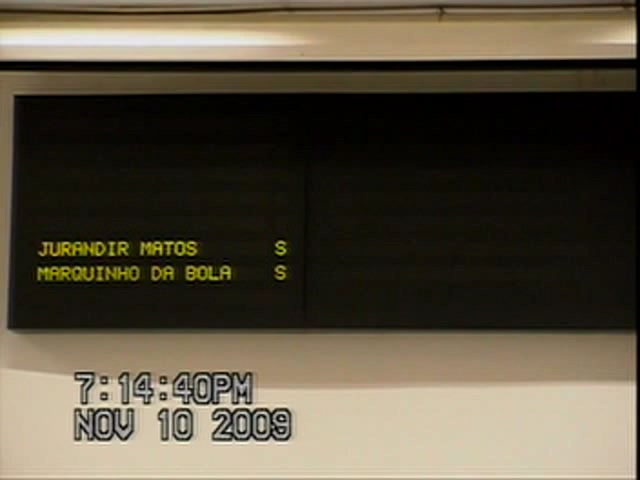 JURANDIR MATOS S
MARQUINHO DA BOLA S
7:14:40PM
NOV 10 2009